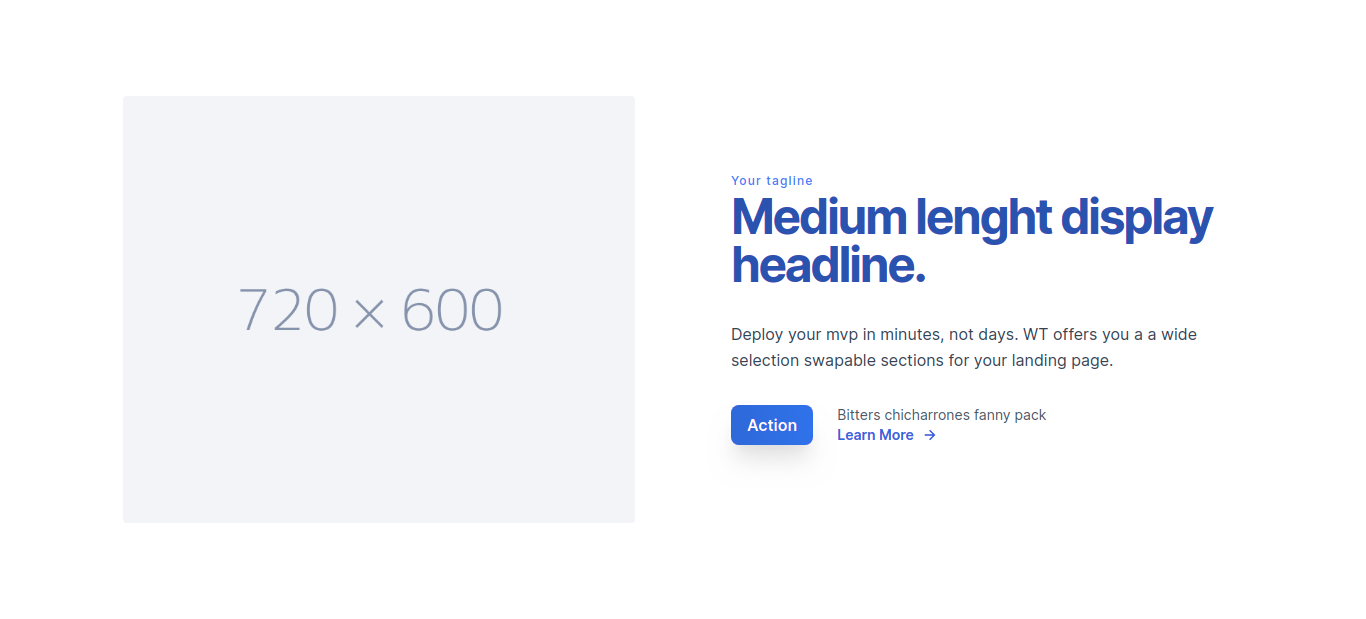 720 × 600
Your tagline
Medium lenght display
headline.
Deploy your mvp in minutes, not days. WT offers you a a wide
selection swapable sections for your landing page.
Action
Bitters chicharrones fanny pack
Learn More →